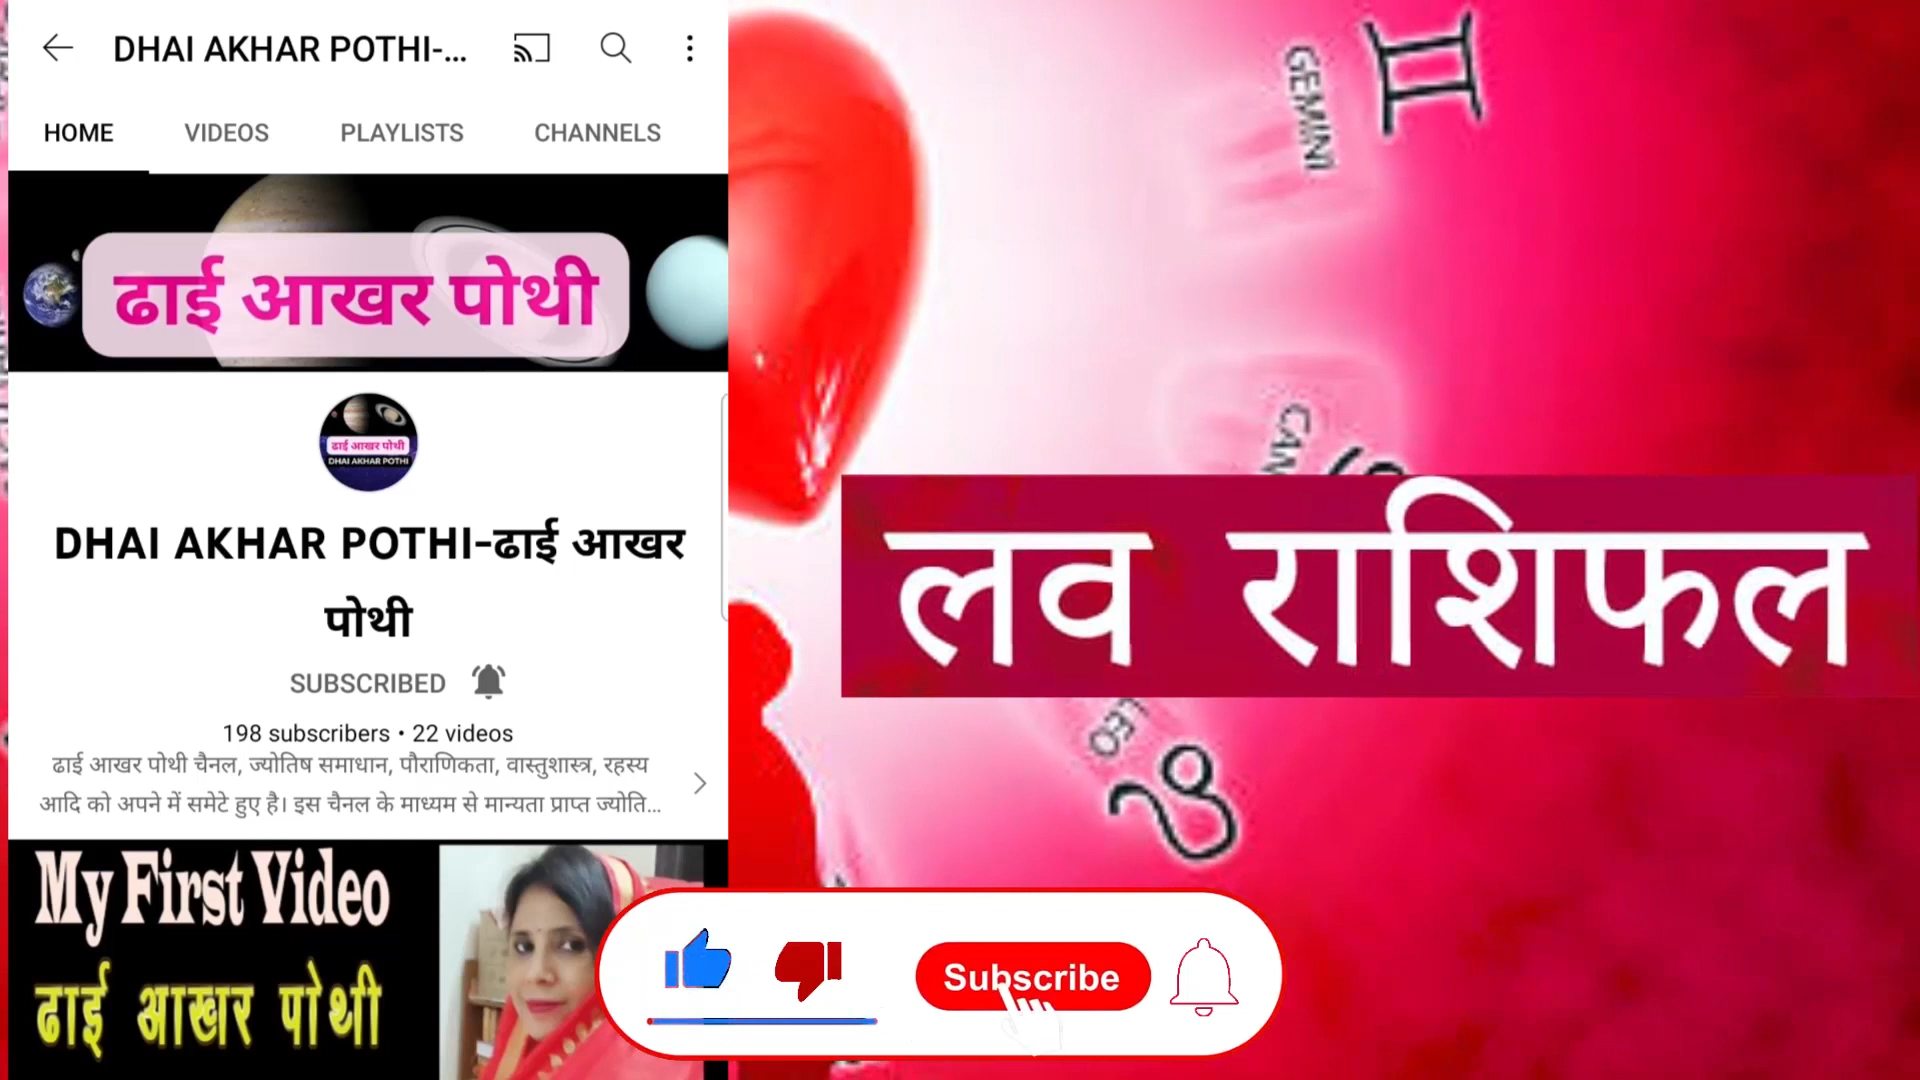 DHAI AKHAR POTHI-...
HOME VIDEOS PLAYLISTS CHANNELS
ढाई आखर पोथी
ढाई आखर पोथी
DHAI AKHAR POTHI
DHAI AKHAR POTHI-ढाई आखर
पोथी
SUBSCRIBED
198 subscribers • 22 videos
ढाई आखर पोथी चैनल, ज्योतिष समाधान, पौराणिकता, वास्तुशास्त्र, रहस्य
आदि को अपने में समेटे हुए है। इस चैनल के माध्यम से मान्यता प्राप्त ज्योति...
My First Video
ढाई आखर पोथी
GEMINI
लव राशिफल
Subscribe